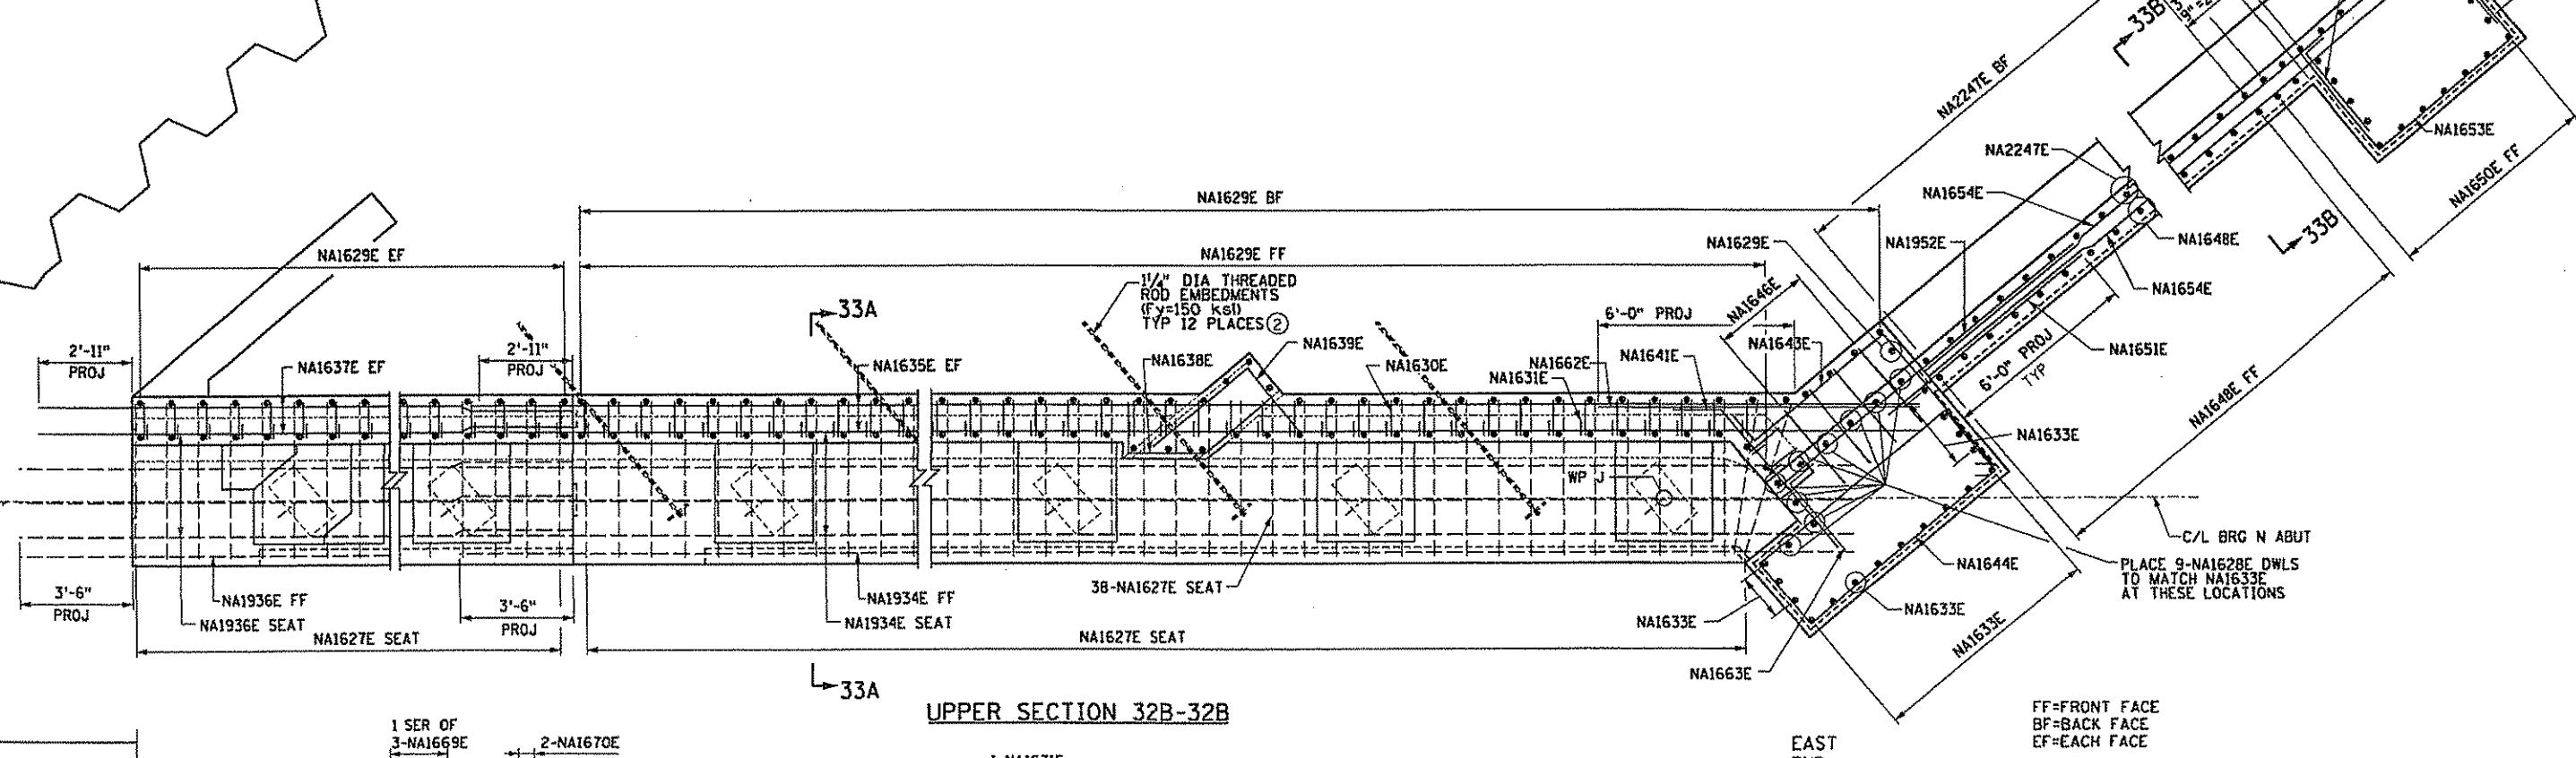 33B
NA2247E BF
NA1653E
NA2247E
NA1650E FF
NA1654E
NA1629E BF
33B
NA1648E
NA1629E EF
NA1629E FF
NA1629E
NA1952E
1¼" DIA THREADED
ROD EMBEDMENTS
(Fy=150 ksi)
TYP 12 PLACES 2
NA1654E
33A
6'-0" PROJ
NA1646E
2'-11"
PROJ
NA1637E EF
2'-11"
PROJ
NA1635E EF
NA1638E
NA1639E
NA1630E
NA1662E
NA1631E
NA1641E
NA1643E
NA1651E
6'-0" PROJ
TYP
NA1648E FF
NA1633E
WP J
C/L BRG N ABUT
NA1644E
PLACE 9-NA1628E DWLS
TO MATCH NA1633E
AT THESE LOCATIONS
38-NA1627E SEAT
3'-6"
PROJ
NA1936E FF
NA1936E SEAT
3'-6"
PROJ
NA1934E FF
NA1934E SEAT
NA1633E
NA1633E
NA1633E
NA1627E SEAT
NA1627E SEAT
NA1663E
33A
UPPER SECTION 32B-32B
FF=FRONT FACE
BF=BACK FACE
EF=EACH FACE
1 SER OF
3-NA1669E
2-NA1670E
EAST